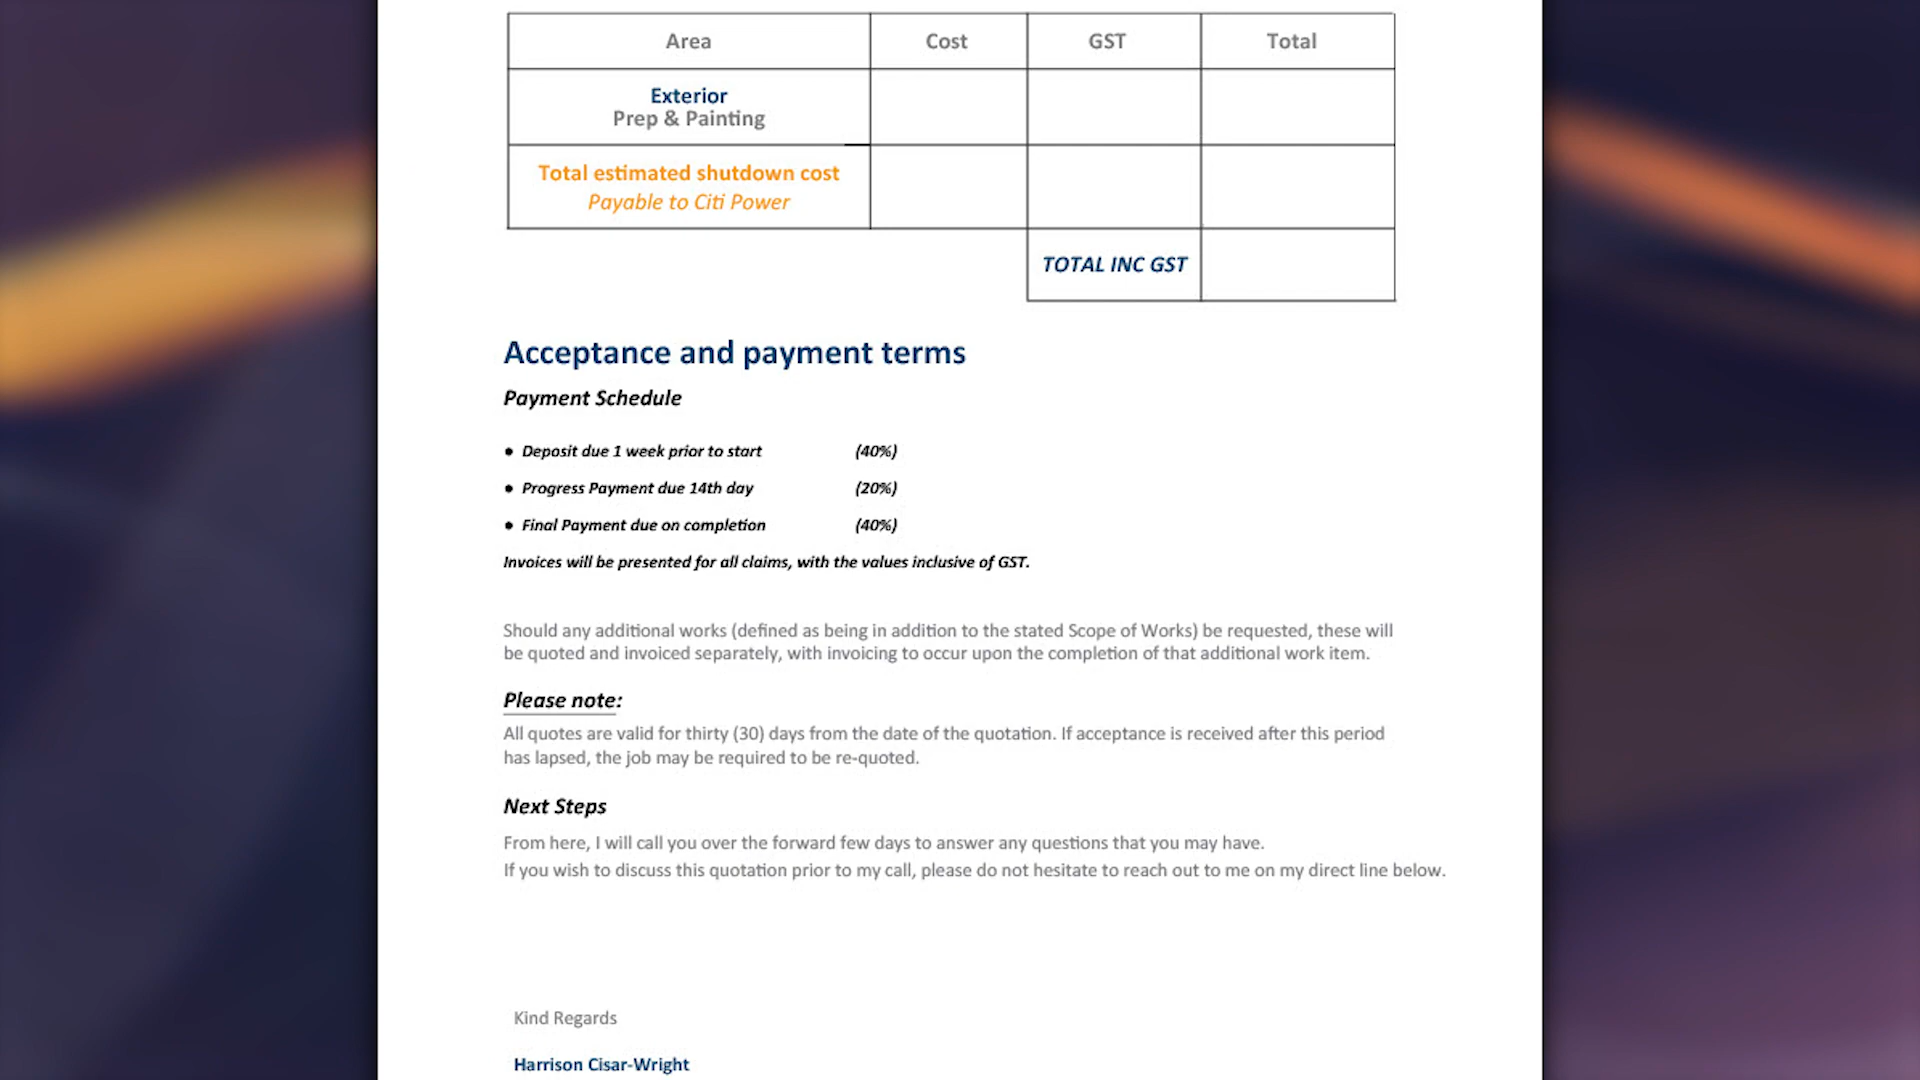 Area Cost GST Total
Exterior
Prep & Painting
Total estimated shutdown cost
Payable to Citi Power
TOTAL INC GST
Acceptance and payment terms
Payment Schedule
• Deposit due 1 week prior to start (40%)
• Progress Payment due 14th day (20%)
• Final Payment due on completion (40%)
Invoices will be presented for all claims, with the values inclusive of GST.
Should any additional works (defined as being in addition to the stated Scope of Works) be requested, these will
be quoted and invoiced separately, with invoicing to occur upon the completion of that additional work item.
Please note:
All quotes are valid for thirty (30) days from the date of the quotation. If acceptance is received after this period
has lapsed, the job may be required to be re-quoted.
Next Steps
From here, I will call you over the forward few days to answer any questions that you may have.
If you wish to discuss this quotation prior to my call, please do not hesitate to reach out to me on my direct line below.
Kind Regards
Harrison Cisar-Wright